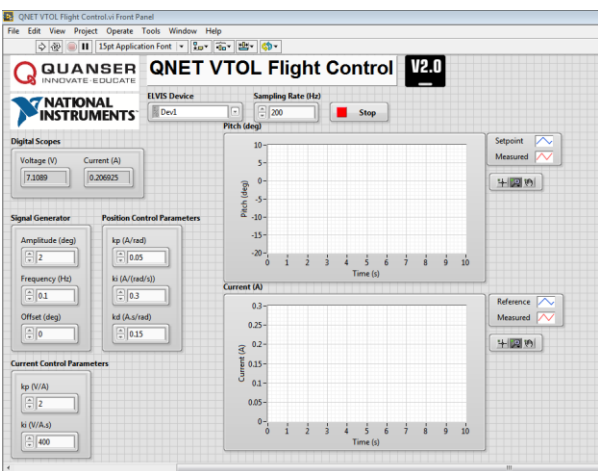 QNET VTOL Flight Control.vi Front Panel
File Edit View Project Operate Tools Window Help
15pt Application Font
QUANSER
INNOVATE·EDUCATE
QNET VTOL Flight Control V2.0
NATIONAL
INSTRUMENTS
ELVIS Device
Dev1
Sampling Rate (Hz)
200
Stop
Digital Scopes
Voltage (V) Current (A)
7.1089 0.206925
Signal Generator
Amplitude (deg)
2
Frequency (Hz)
0.1
Offset (deg)
0
Position Control Parameters
kp (A/rad)
0.05
ki (A/(rad/s))
0.3
kd (A.s/rad)
0.15
Current Control Parameters
kp (V/A)
2
ki (V/A.s)
400
Pitch (deg)
Pitch (deg)
10
5
0
-5
-10
-15
-20
0 1 2 3 4 5 6 7 8 9 10
Time (s)
Setpoint
Measured
Current (A)
Current (A)
0.3
0.25
0.2
0.15
0.1
0.05
0
0 1 2 3 4 5 6 7 8 9 10
Time (s)
Reference
Measured